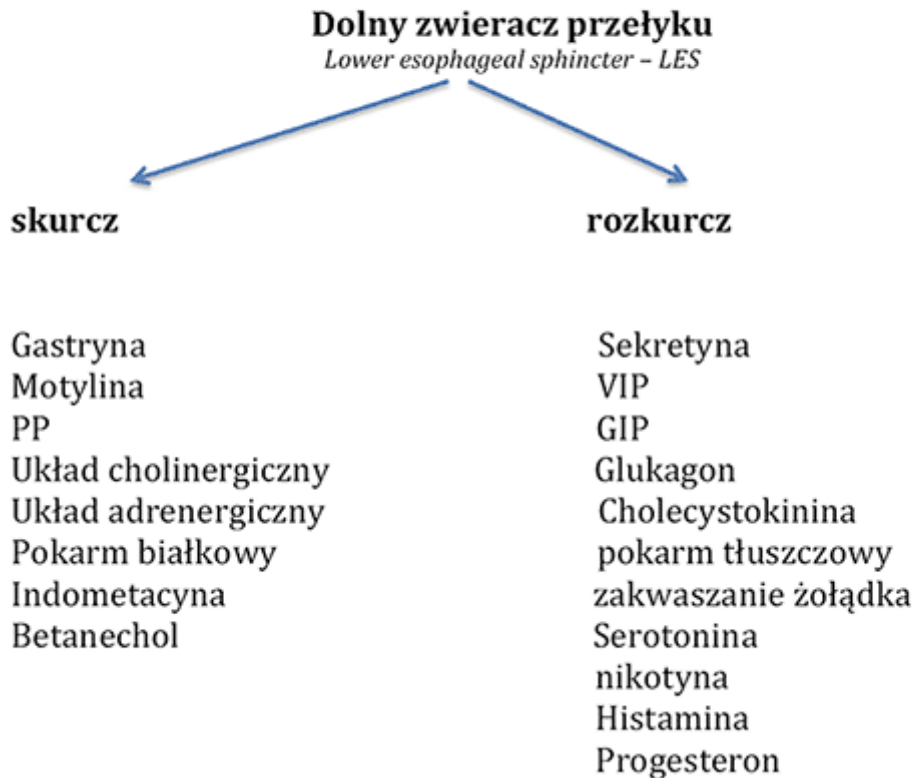 Dolny zwieracz przełyku
Lower esophageal sphincter – LES
skurcz
rozkurcz
Gastryna
Motylina
PP
Układ cholinergiczny
Układ adrenergiczny
Pokarm białkowy
Indometacyna
Betanechol
Sekretyna
VIP
GIP
Glukagon
Cholecystokinina
pokarm tłuszczowy
zakwaszanie żołądka
Serotonina
nikotyna
Histamina
Progesteron